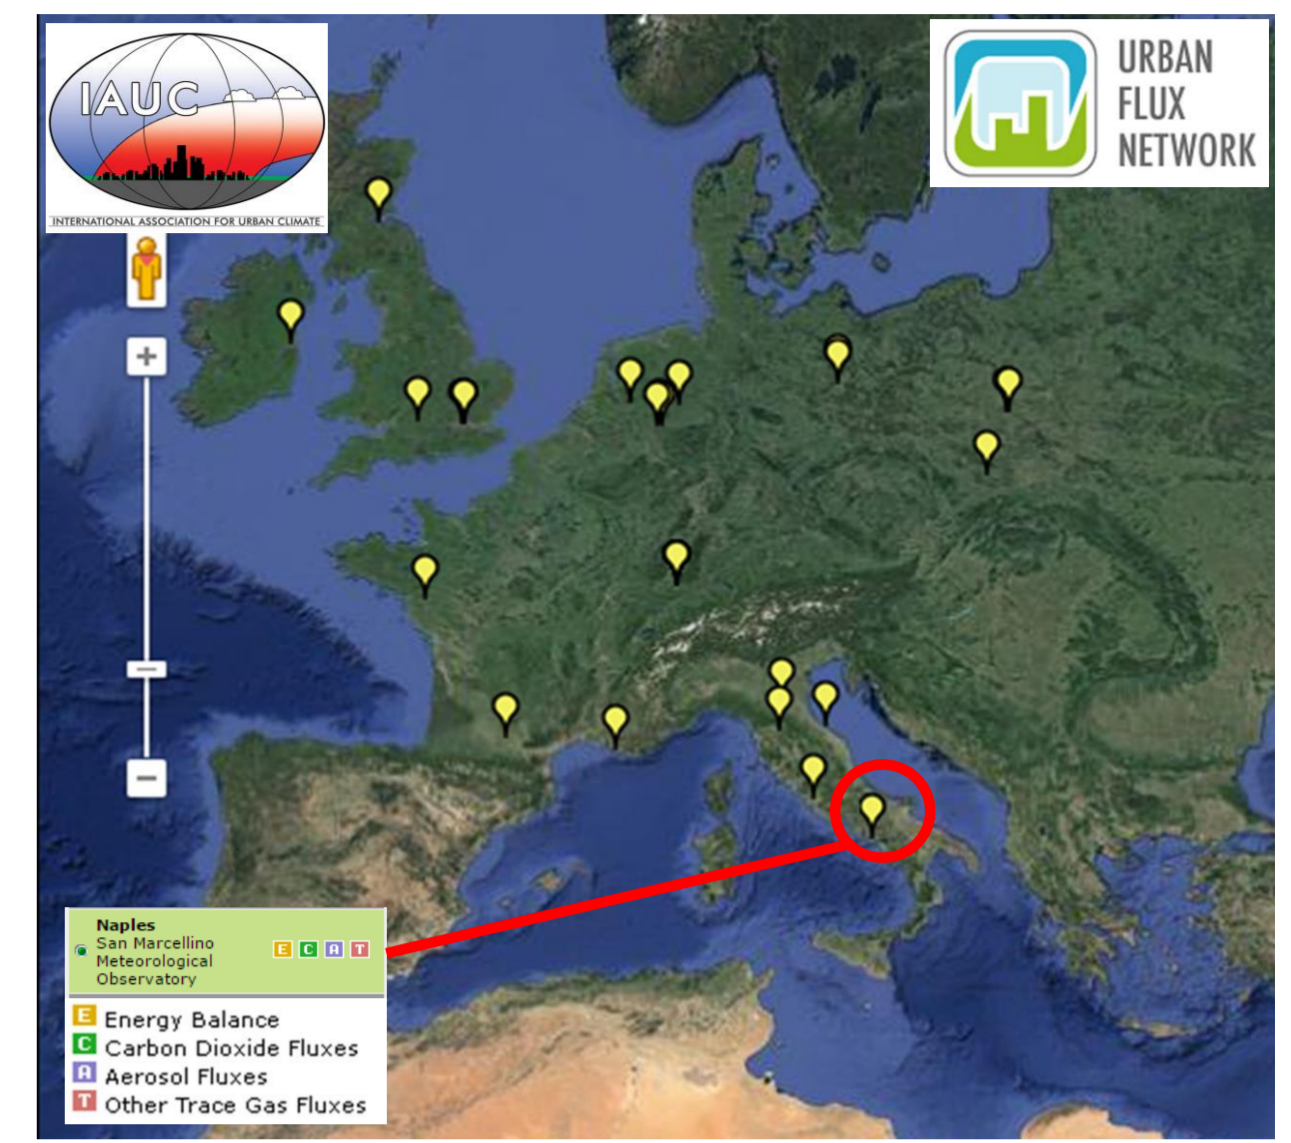 IAUC
INTERNATIONAL ASSOCIATION FOR URBAN CLIMATE
URBAN
FLUX
NETWORK
+
−
Naples
San Marcellino
Meteorological
Observatory
E C A T
E Energy Balance
C Carbon Dioxide Fluxes
A Aerosol Fluxes
T Other Trace Gas Fluxes